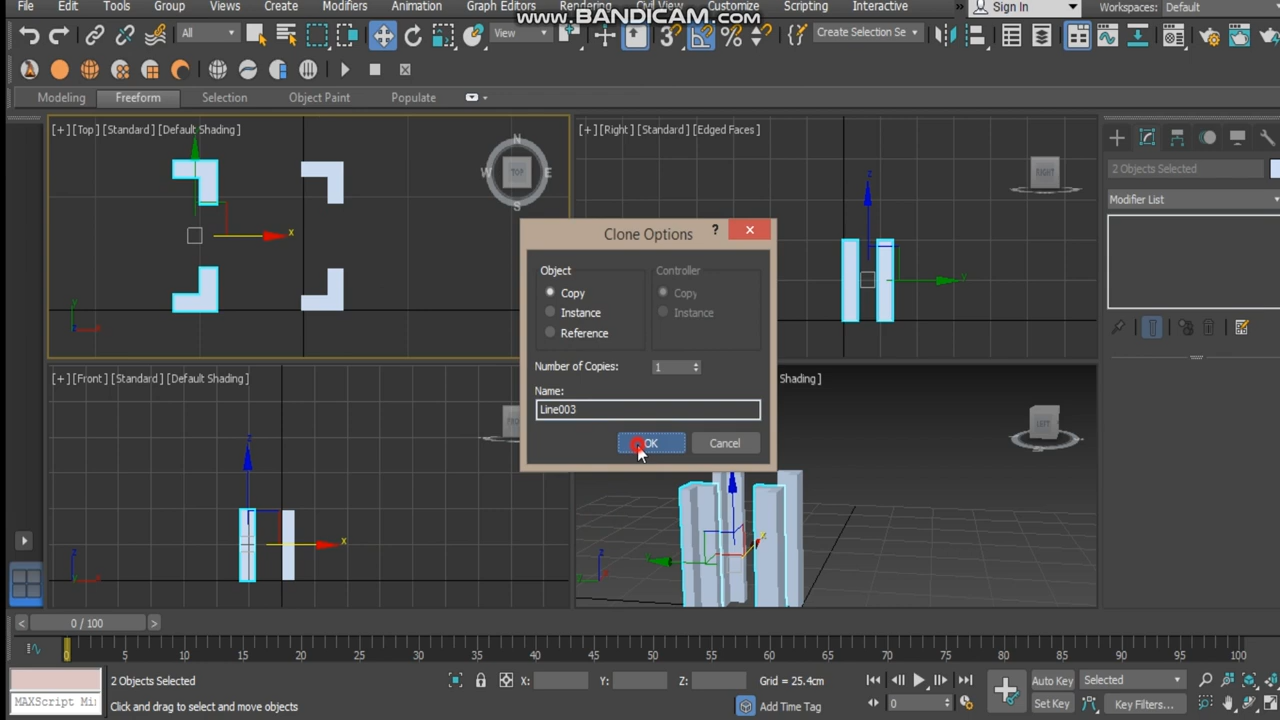 Edit Tools Group Views Create Modifiers Animation Graph Editors Rendering Civil View Customize Scripting Interactive Sign In Workspaces: Default
www.BANDICAM.com
All View 3 Create Selection Se
Modeling Freeform Selection Object Paint Populate
[+] [Top] [Standard] [Default Shading] [+] [Right] [Standard] [Edged Faces]
N
W TOP E
S
RIGHT
2 Objects Selected
Modifier List
x y z
Clone Options ? ×
Object Controller
Copy Copy
Instance Instance
Reference
Number of Copies: 1
Name:
Line003
OK Cancel
[+] [Front] [Standard] [Default Shading] Shading]
LEFT
0 / 100
0 5 10 15 20 25 30 35 40 45 50 55 60 65 70 75 80 85 90 95 100
2 Objects Selected X: Y: Z: Grid = 25.4cm Auto Key Selected
MAXScript Mi Click and drag to select and move objects Add Time Tag 0 Set Key Key Filters...